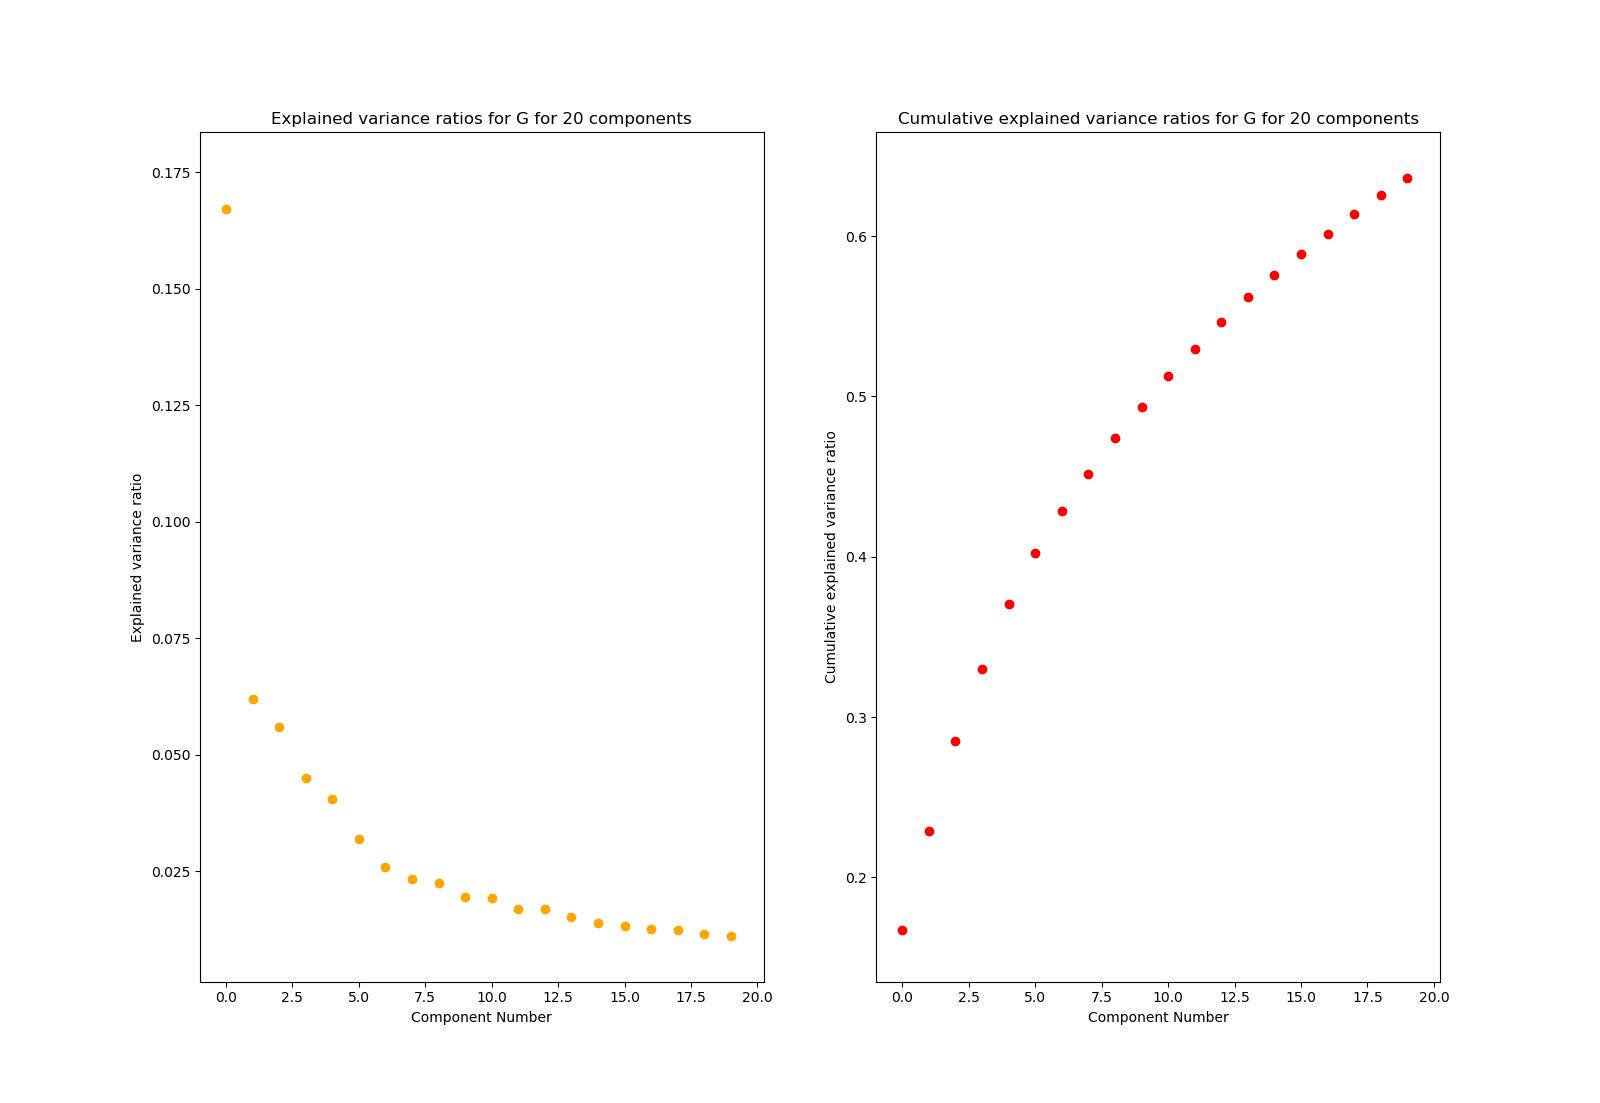 Explained variance ratios for G for 20 components
0.175
0.150
0.125
0.100
0.075
0.050
0.025
Explained variance ratio
0.0 2.5 5.0 7.5 10.0 12.5 15.0 17.5 20.0
Component Number
Cumulative explained variance ratios for G for 20 components
0.6
0.5
0.4
0.3
0.2
Cumulative explained variance ratio
0.0 2.5 5.0 7.5 10.0 12.5 15.0 17.5 20.0
Component Number